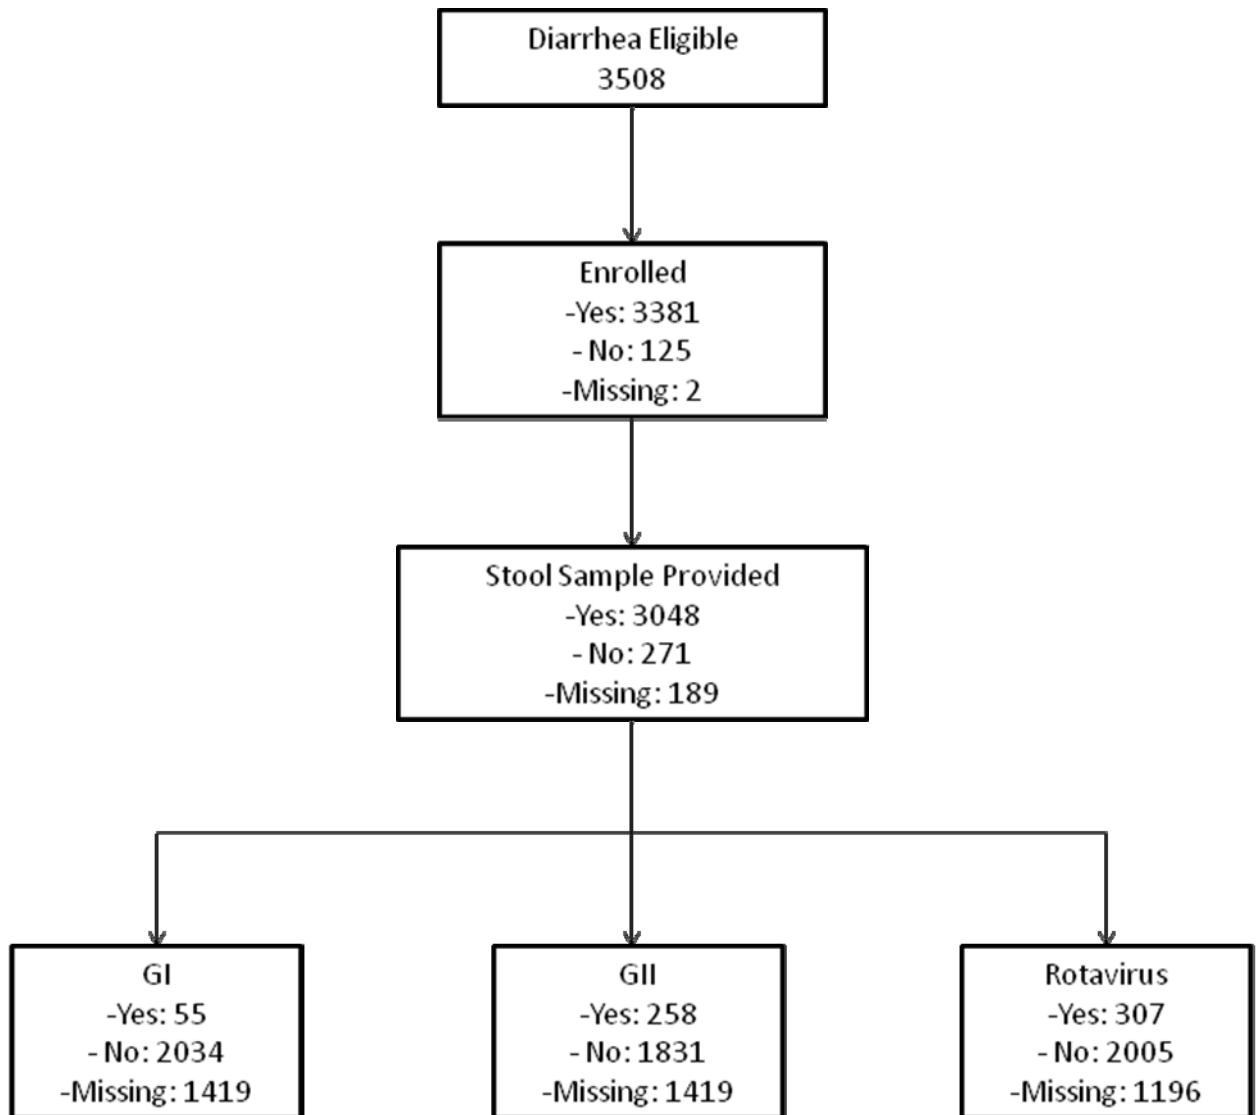 Diarrhea Eligible
3508
Enrolled
-Yes: 3381
- No: 125
-Missing: 2
Stool Sample Provided
-Yes: 3048
- No: 271
-Missing: 189
GI
-Yes: 55
- No: 2034
-Missing: 1419
GII
-Yes: 258
- No: 1831
-Missing: 1419
Rotavirus
-Yes: 307
- No: 2005
-Missing: 1196